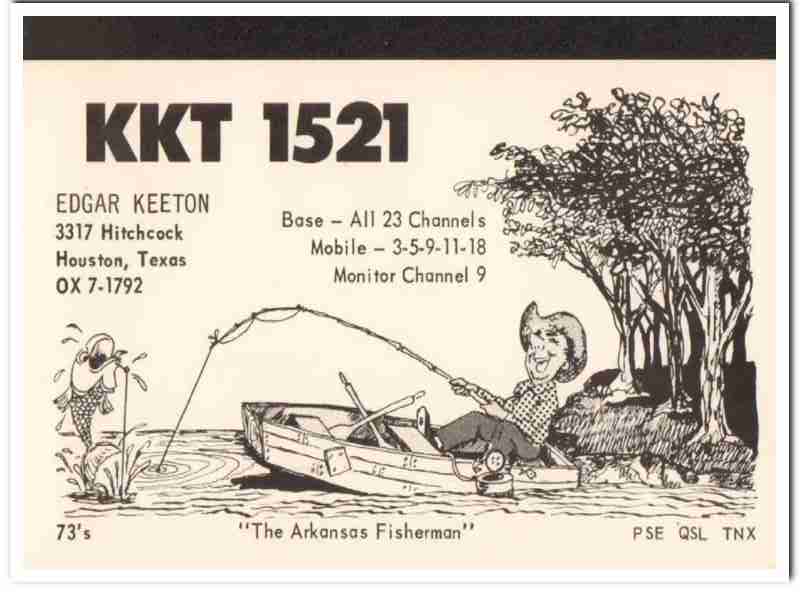 KKT 1521
EDGAR KEETON
3317 Hitchcock
Houston, Texas
OX 7-1792
Base – All 23 Channels
Mobile – 3-5-9-11-18
Monitor Channel 9
73's
"The Arkansas Fisherman"
PSE QSL TNX